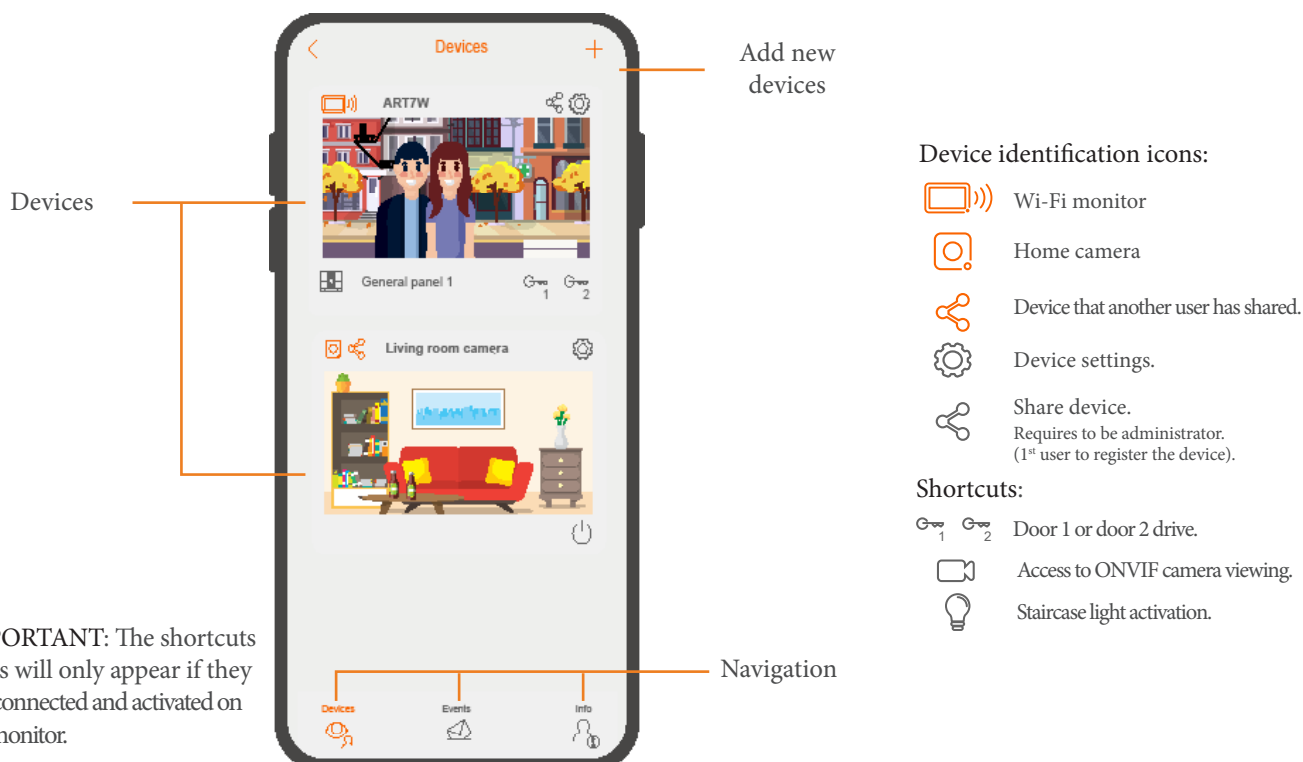 Devices
Add new
devices
ART7W
Devices
General panel 1
1
2
Living room camera
Device identification icons:
Wi-Fi monitor
Home camera
Device that another user has shared.
Device settings.
Share device.
Requires to be administrator.
(1st user to register the device).
Shortcuts:
1
2
Door 1 or door 2 drive.
Access to ONVIF camera viewing.
Staircase light activation.
PORTANT: The shortcuts
s will only appear if they
connected and activated on
onitor.
Navigation
Devices
Events
Info